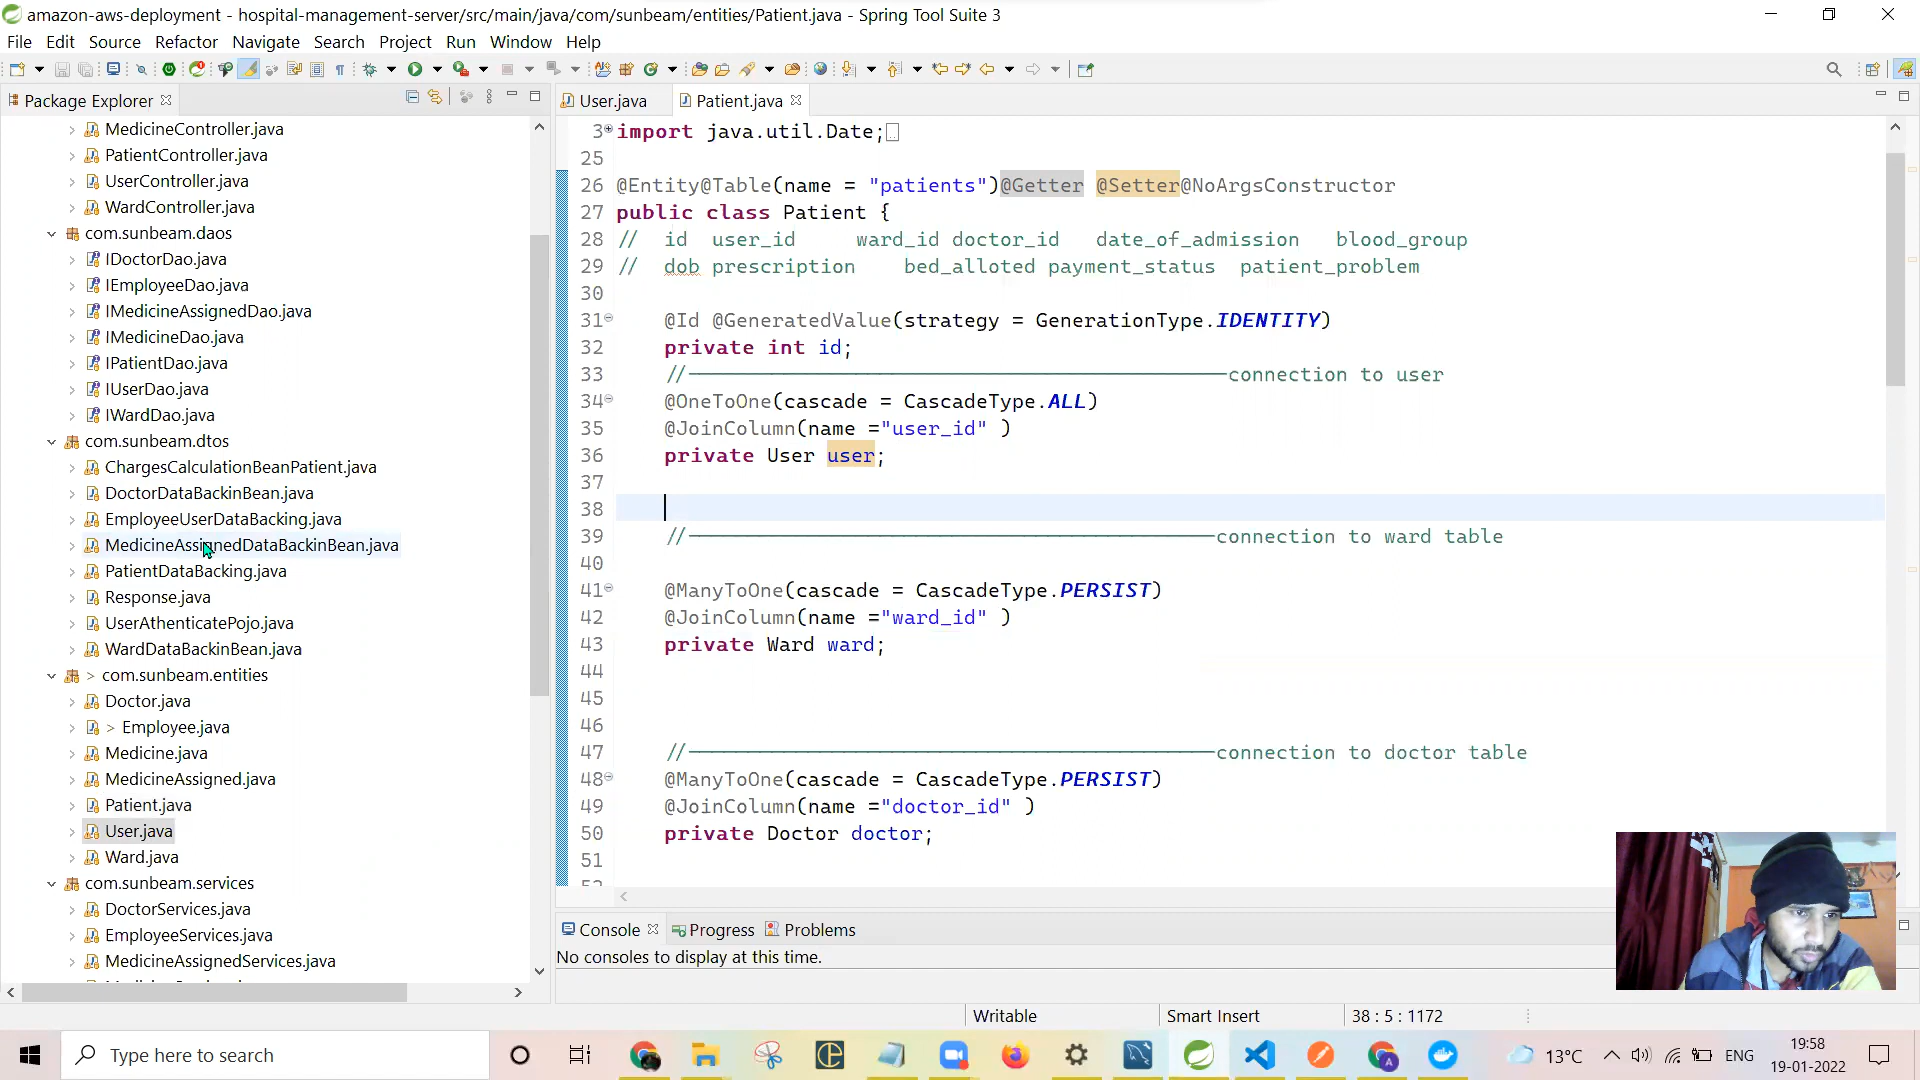 amazon-aws-deployment - hospital-management-server/src/main/java/com/sunbeam/entities/Patient.java - Spring Tool Suite 3
File Edit Source Refactor Navigate Search Project Run Window Help
Package Explorer
MedicineController.java
PatientController.java
UserController.java
WardController.java
com.sunbeam.daos
IDoctorDao.java
IEmployeeDao.java
IMedicineAssignedDao.java
IMedicineDao.java
IPatientDao.java
IUserDao.java
IWardDao.java
com.sunbeam.dtos
ChargesCalculationBeanPatient.java
DoctorDataBackinBean.java
EmployeeUserDataBacking.java
MedicineAssignedDataBackinBean.java
PatientDataBacking.java
Response.java
UserAthenticatePojo.java
WardDataBackinBean.java
> com.sunbeam.entities
Doctor.java
> Employee.java
Medicine.java
MedicineAssigned.java
Patient.java
User.java
Ward.java
com.sunbeam.services
DoctorServices.java
EmployeeServices.java
MedicineAssignedServices.java
User.java Patient.java
3 import java.util.Date;
25
26 @Entity@Table(name = "patients")@Getter @Setter@NoArgsConstructor
27 public class Patient {
28 // id user_id ward_id doctor_id date_of_admission blood_group
29 // dob prescription bed_alloted payment_status patient_problem
30
31 @Id @GeneratedValue(strategy = GenerationType.IDENTITY)
32 private int id;
33 //—————————————————————————————connection to user
34 @OneToOne(cascade = CascadeType.ALL)
35 @JoinColumn(name ="user_id" )
36 private User user;
37
38
39 //—————————————————————————————connection to ward table
40
41 @ManyToOne(cascade = CascadeType.PERSIST)
42 @JoinColumn(name ="ward_id" )
43 private Ward ward;
44
45
46
47 //—————————————————————————————connection to doctor table
48 @ManyToOne(cascade = CascadeType.PERSIST)
49 @JoinColumn(name ="doctor_id" )
50 private Doctor doctor;
51
52
Console Progress Problems
No consoles to display at this time.
Writable Smart Insert 38 : 5 : 1172
Type here to search
13°C ENG
19:58
19-01-2022